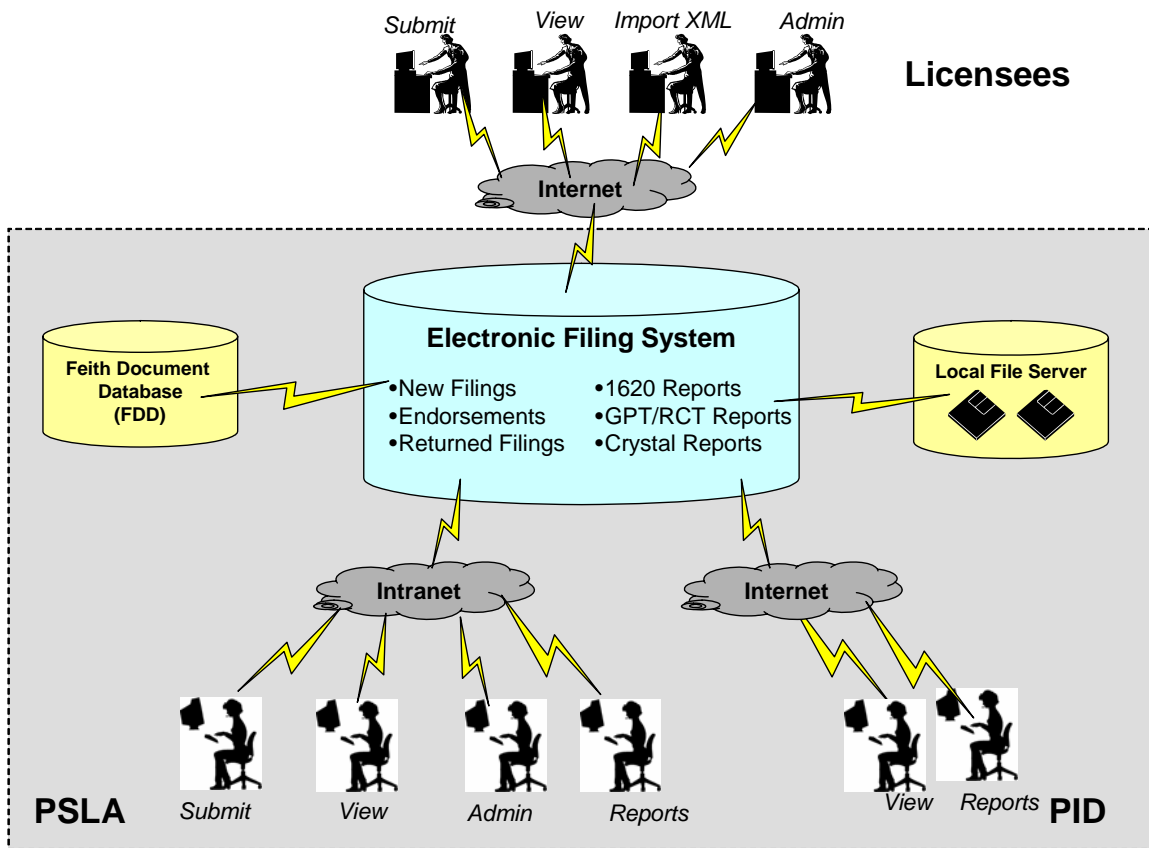 Submit
View
Import XML
Admin
Licensees
Internet
Electronic Filing System
•New Filings
•Endorsements
•Returned Filings
•1620 Reports
•GPT/RCT Reports
•Crystal Reports
Feith Document
Database
(FDD)
Local File Server
Intranet
Internet
Submit
View
Admin
Reports
View
Reports
PSLA
PID